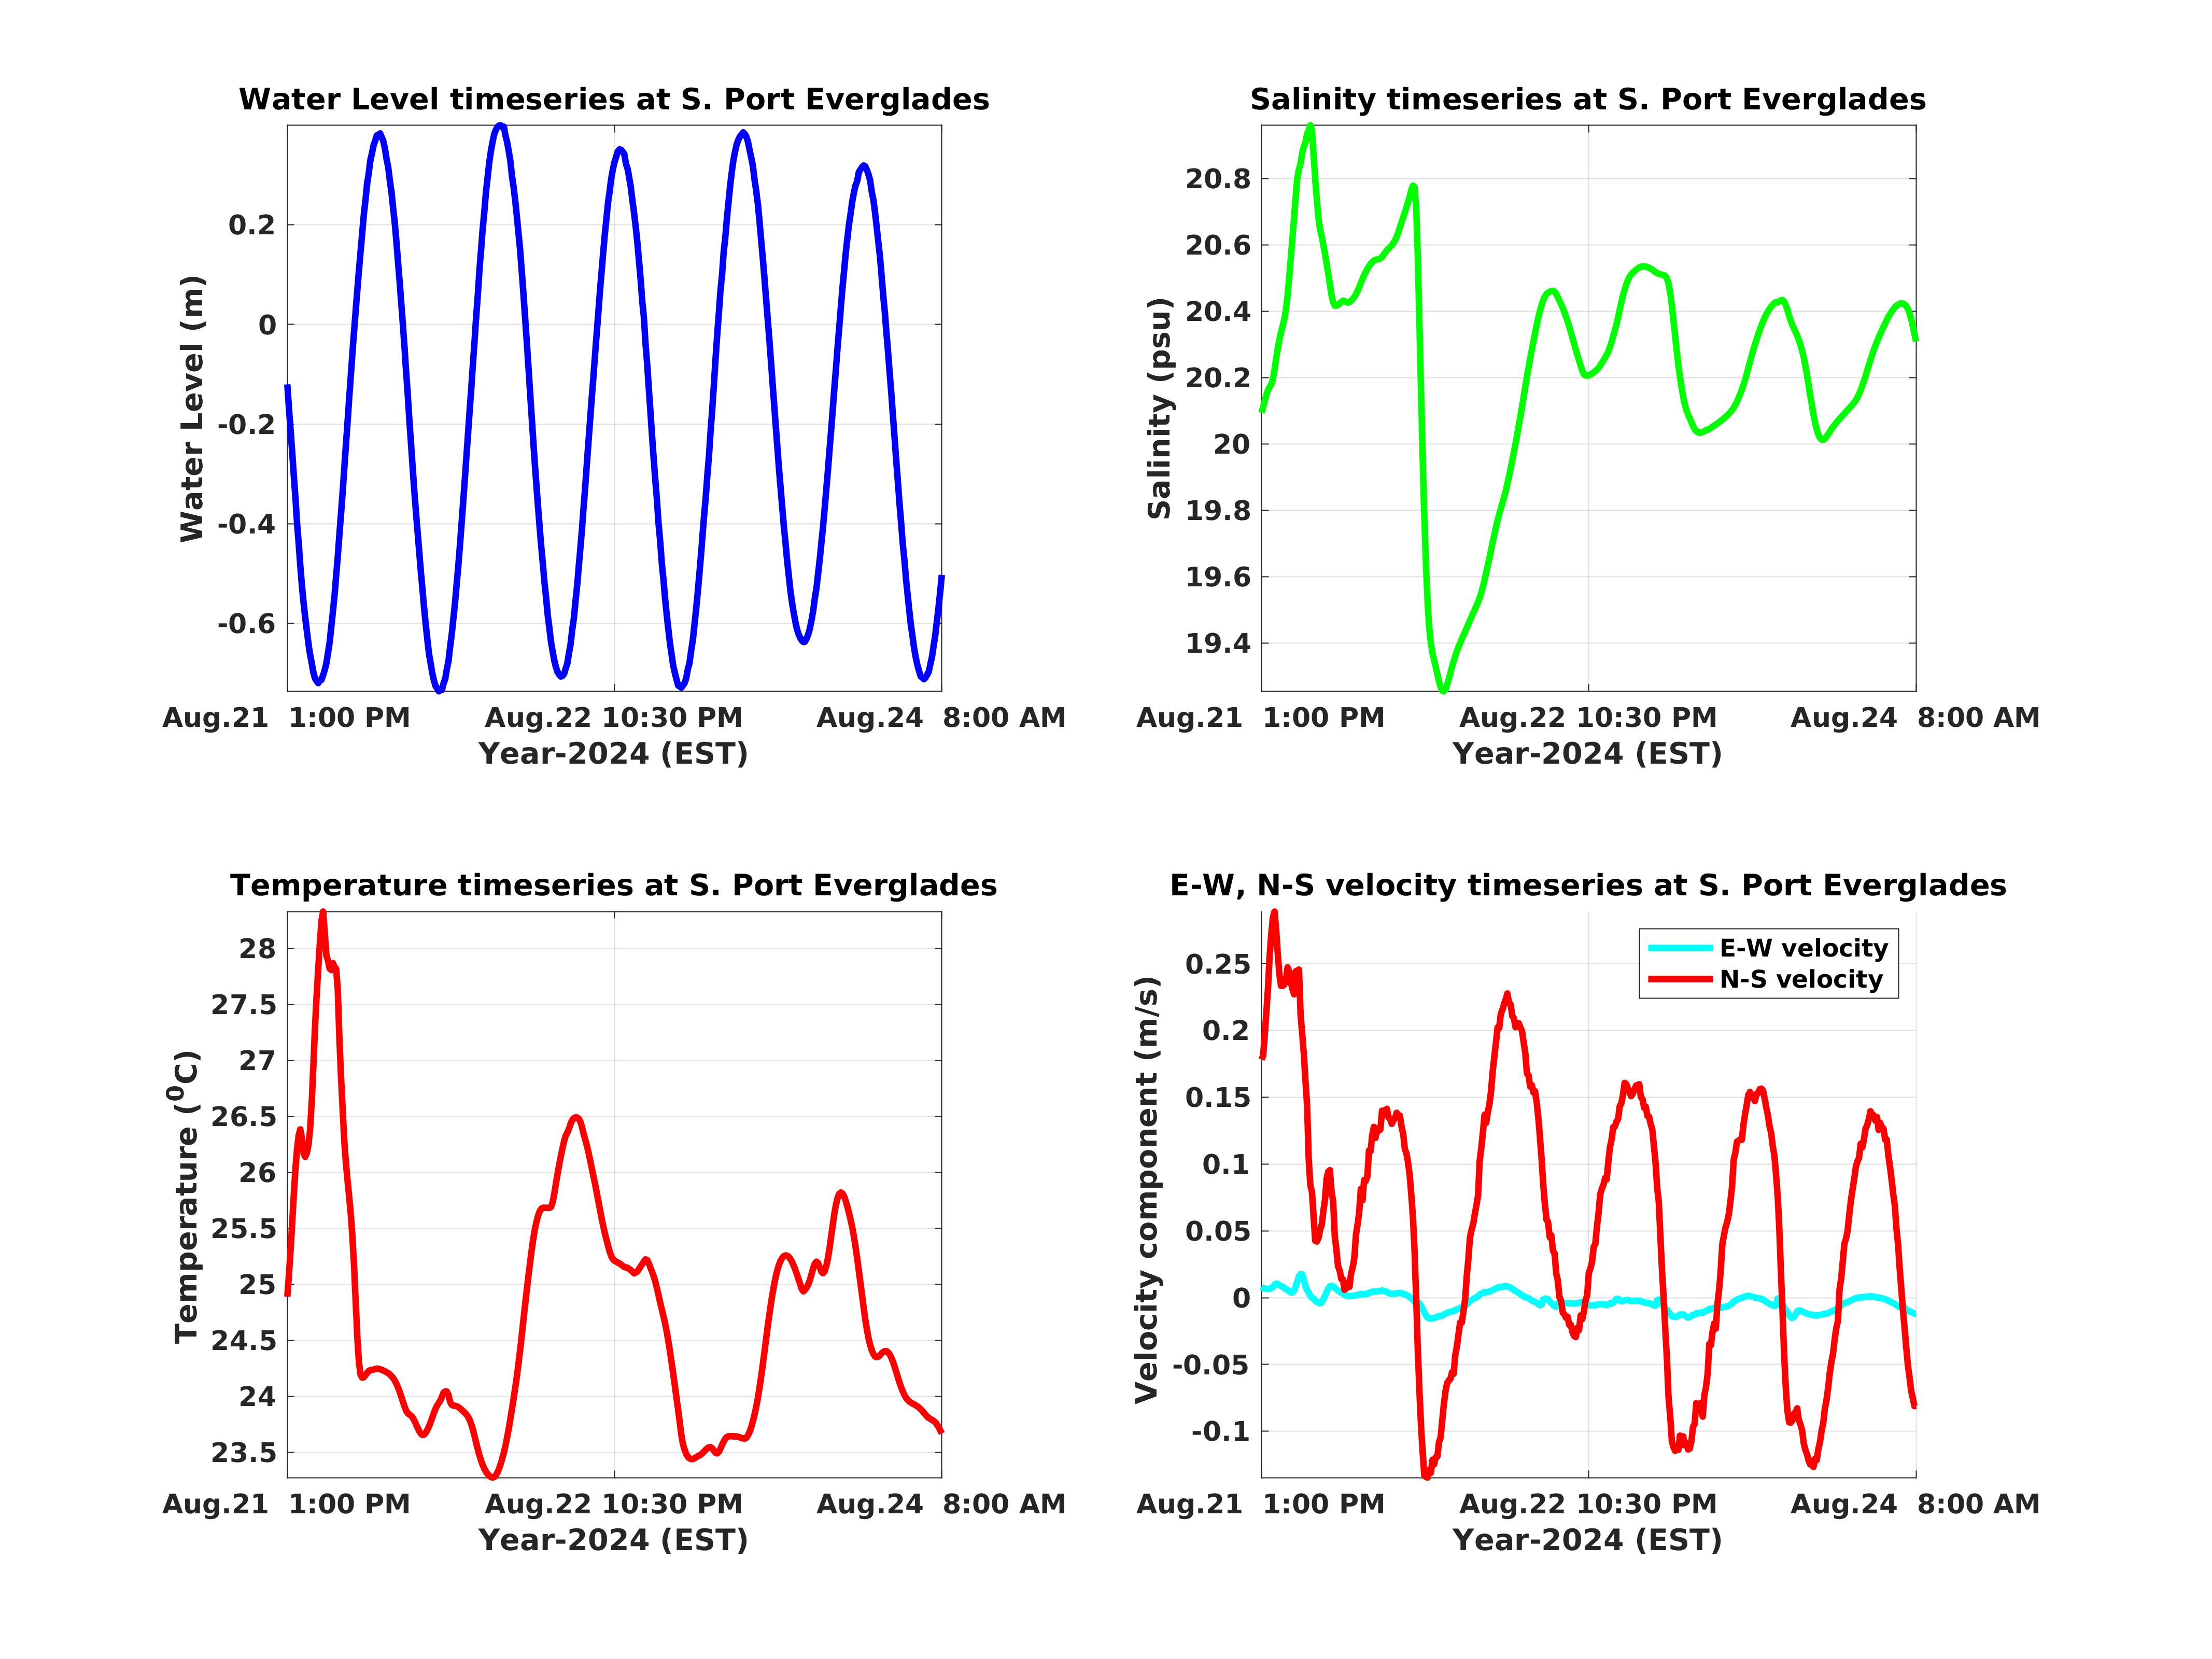 Water Level timeseries at S. Port Everglades
Water Level (m)
0.2
0
-0.2
-0.4
-0.6
Aug.21 1:00 PM
Aug.22 10:30 PM
Aug.24 8:00 AM
Year-2024 (EST)
Salinity timeseries at S. Port Everglades
Salinity (psu)
20.8
20.6
20.4
20.2
20
19.8
19.6
19.4
Aug.21 1:00 PM
Aug.22 10:30 PM
Aug.24 8:00 AM
Year-2024 (EST)
Temperature timeseries at S. Port Everglades
Temperature (⁰C)
28
27.5
27
26.5
26
25.5
25
24.5
24
23.5
Aug.21 1:00 PM
Aug.22 10:30 PM
Aug.24 8:00 AM
Year-2024 (EST)
E-W, N-S velocity timeseries at S. Port Everglades
Velocity component (m/s)
0.25
0.2
0.15
0.1
0.05
0
-0.05
-0.1
E-W velocity
N-S velocity
Aug.21 1:00 PM
Aug.22 10:30 PM
Aug.24 8:00 AM
Year-2024 (EST)